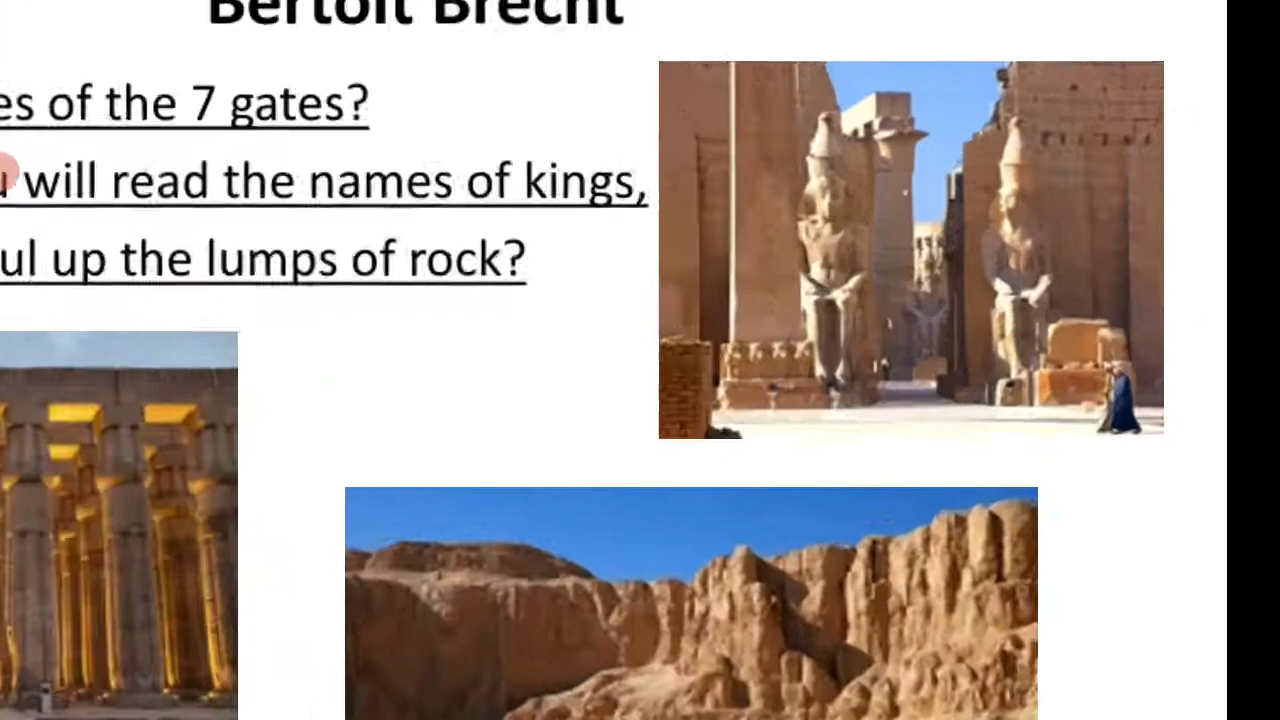 Bertolt Brecht
es of the 7 gates?
u will read the names of kings,
ul up the lumps of rock?